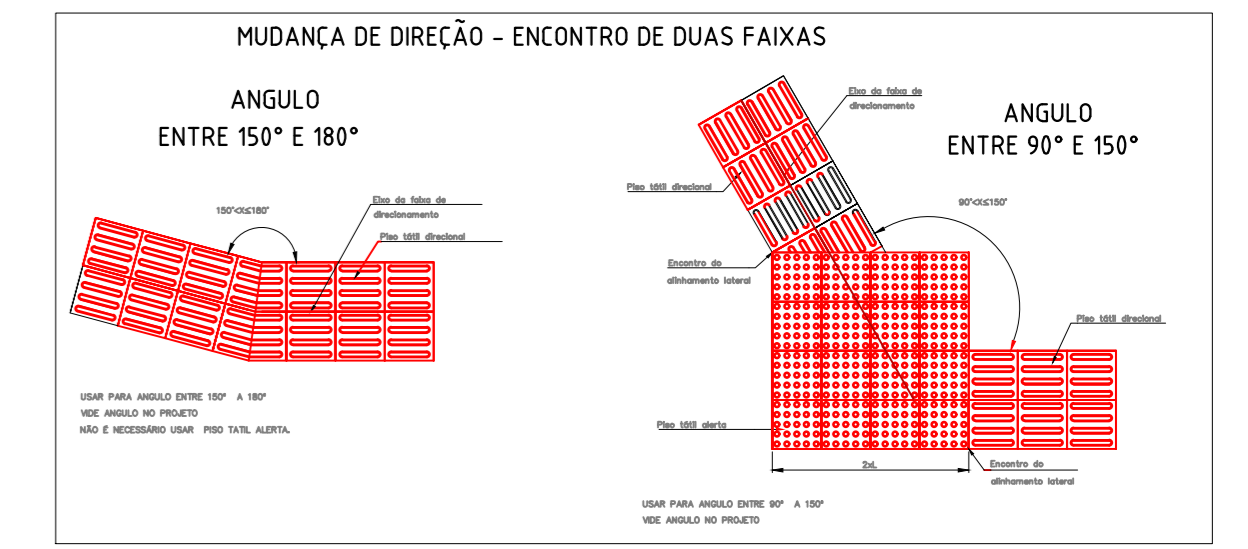 MUDANÇA DE DIREÇÃO - ENCONTRO DE DUAS FAIXAS
ANGULO
ENTRE 150° E 180°
150°<X≤180°
Eixo da faixa de
direcionamento
Piso tátil direcional
USAR PARA ANGULO ENTRE 150° A 180°
VIDE ANGULO NO PROJETO
NÃO É NECESSÁRIO USAR PISO TATIL ALERTA.
ANGULO
ENTRE 90° E 150°
Eixo da faixa de
direcionamento
Piso tátil direcional
90°<X≤150°
Encontro do
alinhamento lateral
Piso tátil direcional
Piso tátil alerta
2xL
Encontro do
alinhamento lateral
USAR PARA ANGULO ENTRE 90° A 150°
VIDE ANGULO NO PROJETO